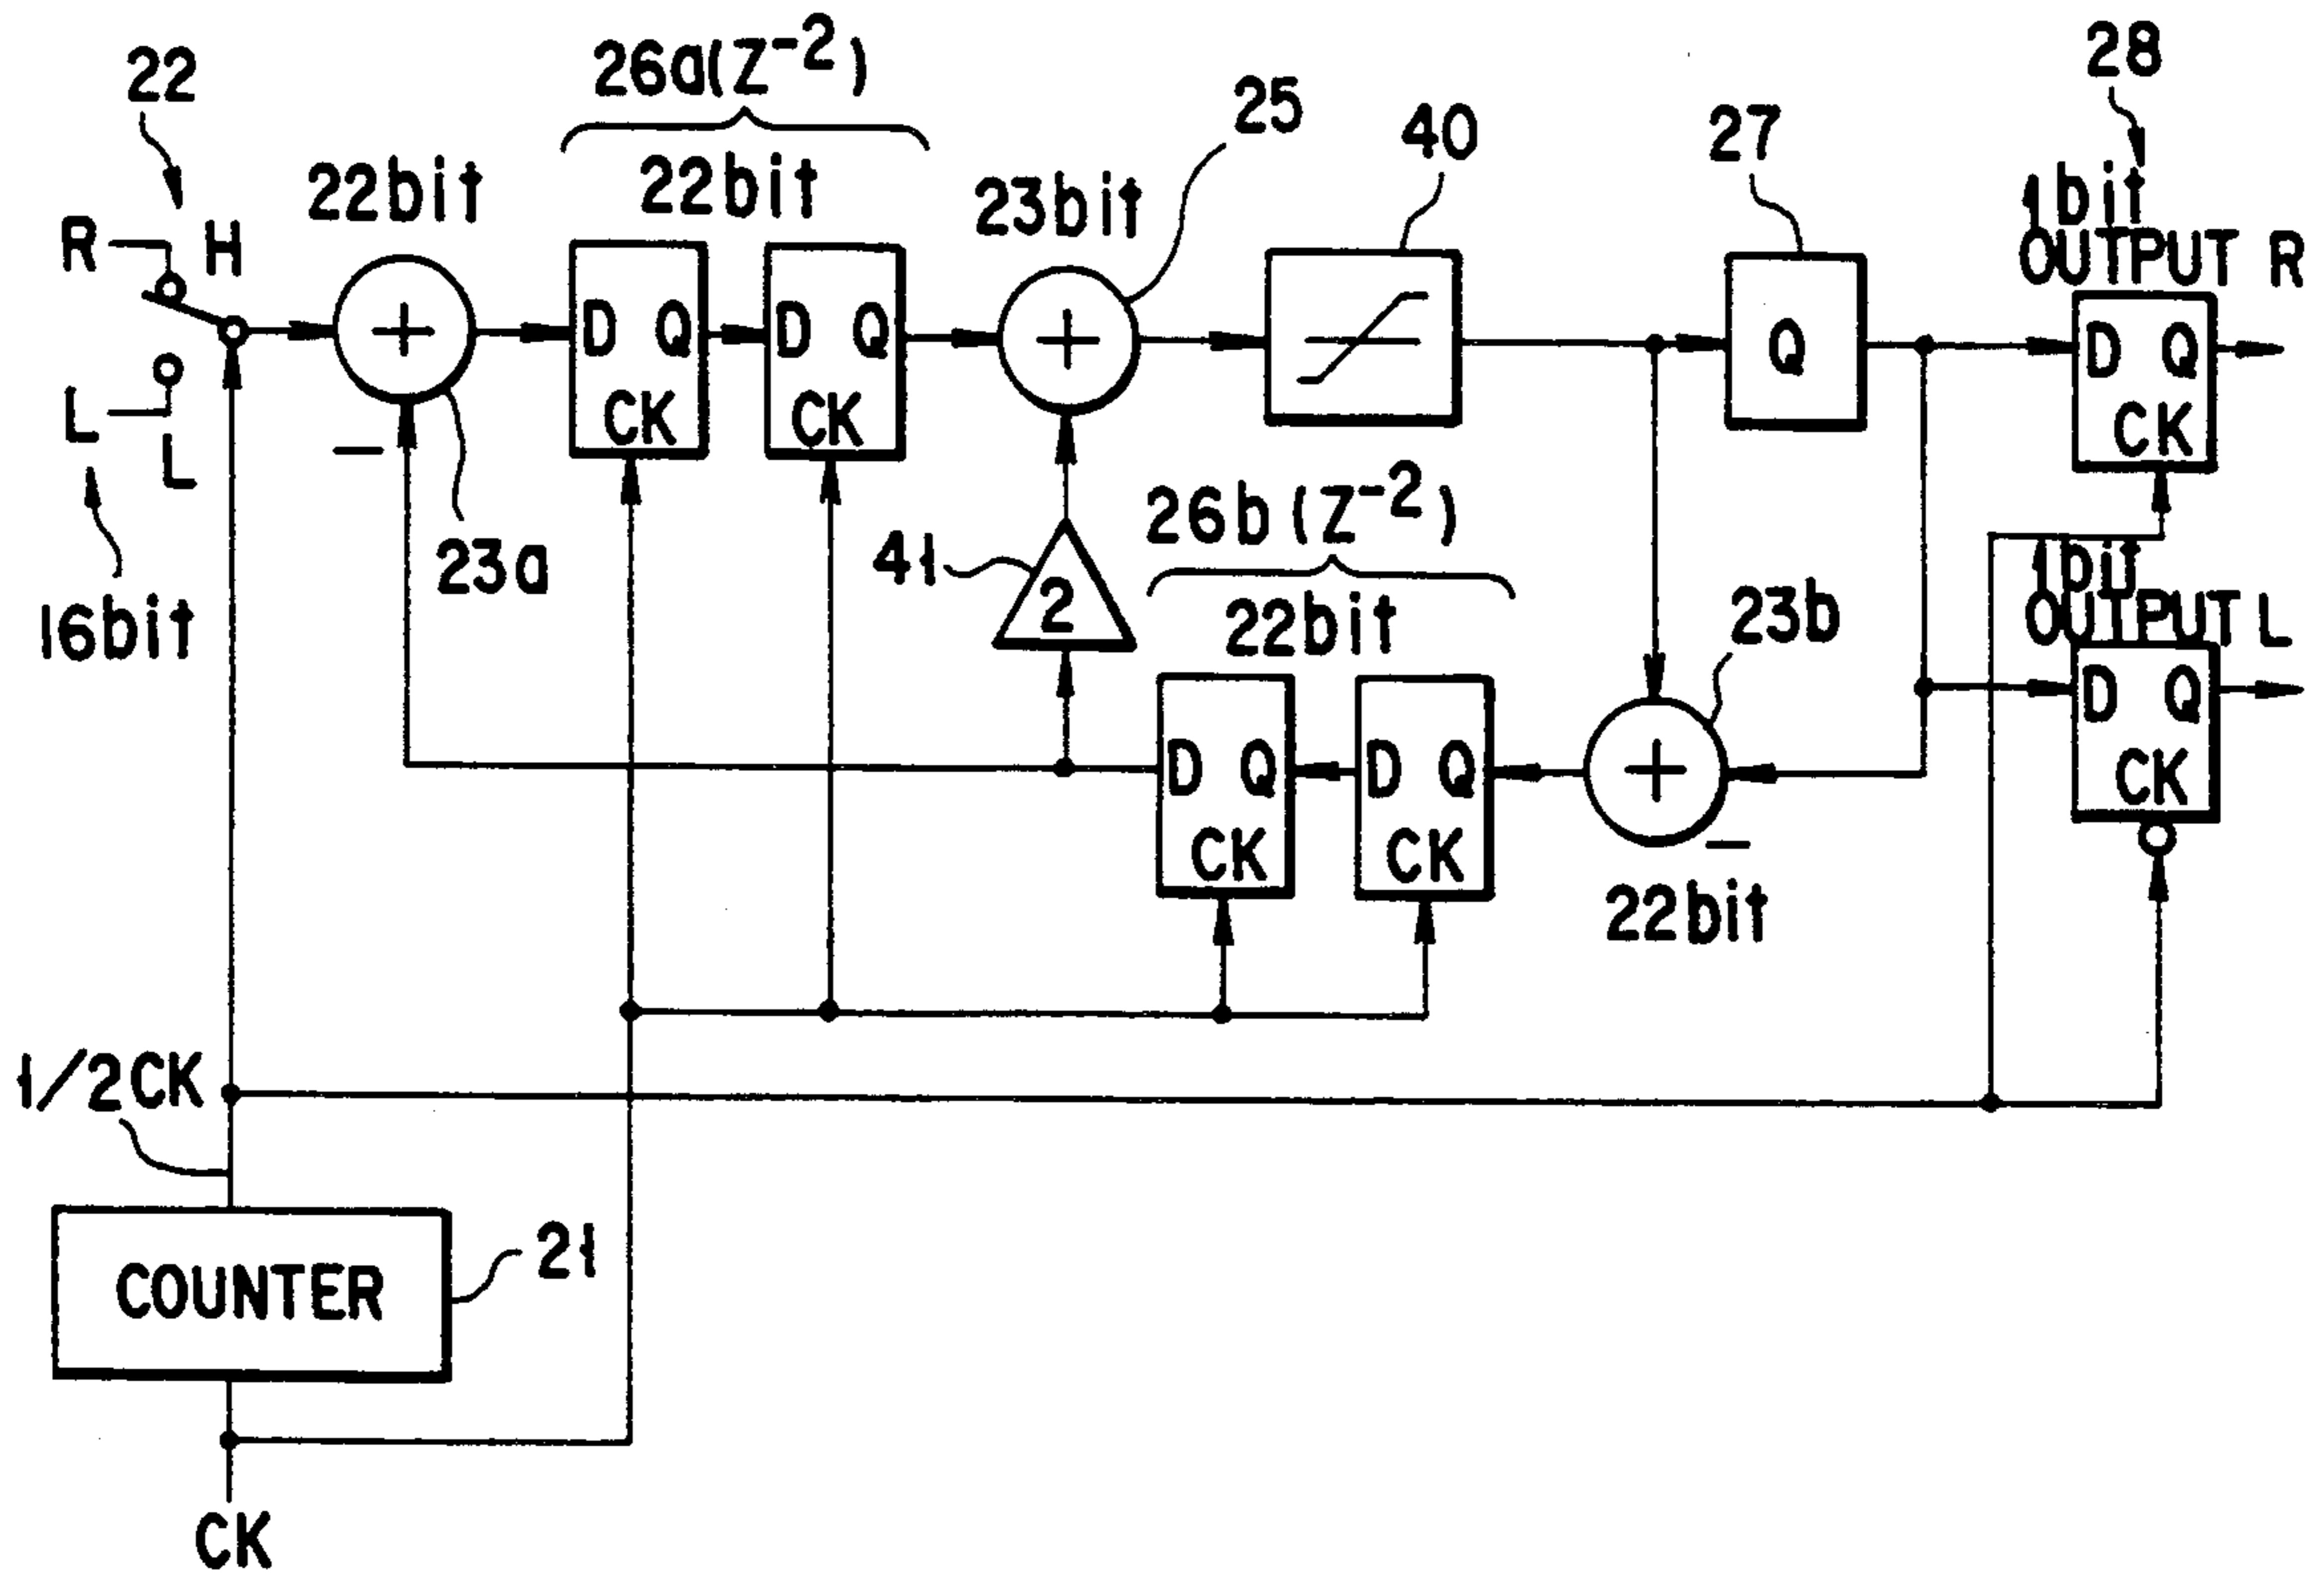 22
26a(Z⁻²)
25
40
27
28
22bit
22bit
23bit
1bit
OUTPUT R
R
H
+
D Q
CK
D Q
CK
+
Q
D Q
CK
L
L
−
16bit
23a
41
2
26b(Z⁻²)
22bit
23b
1bit
OUTPUT L
D Q
CK
D Q
CK
D Q
CK
+
−
22bit
1/2CK
COUNTER
21
CK